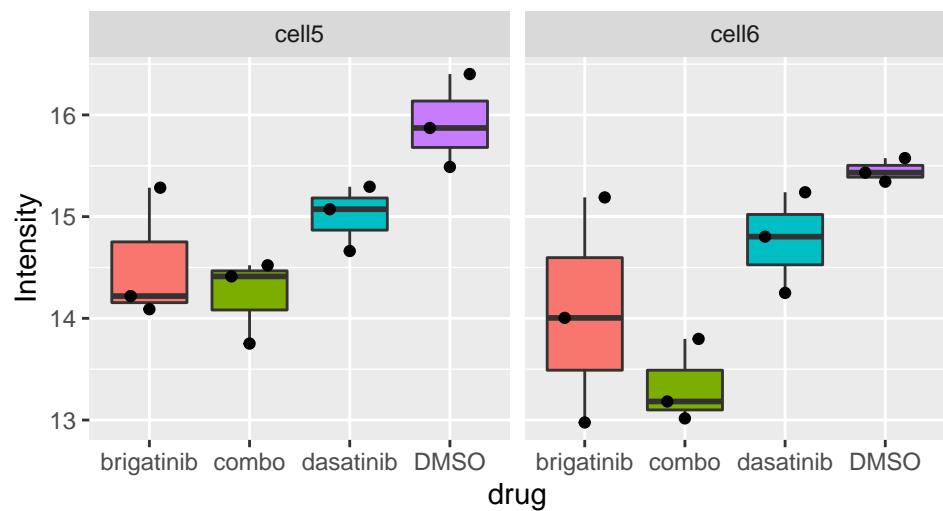 cell5 cell6
Intensity
16
15
14
13
brigatinib combo dasatinib DMSO brigatinib combo dasatinib DMSO
drug